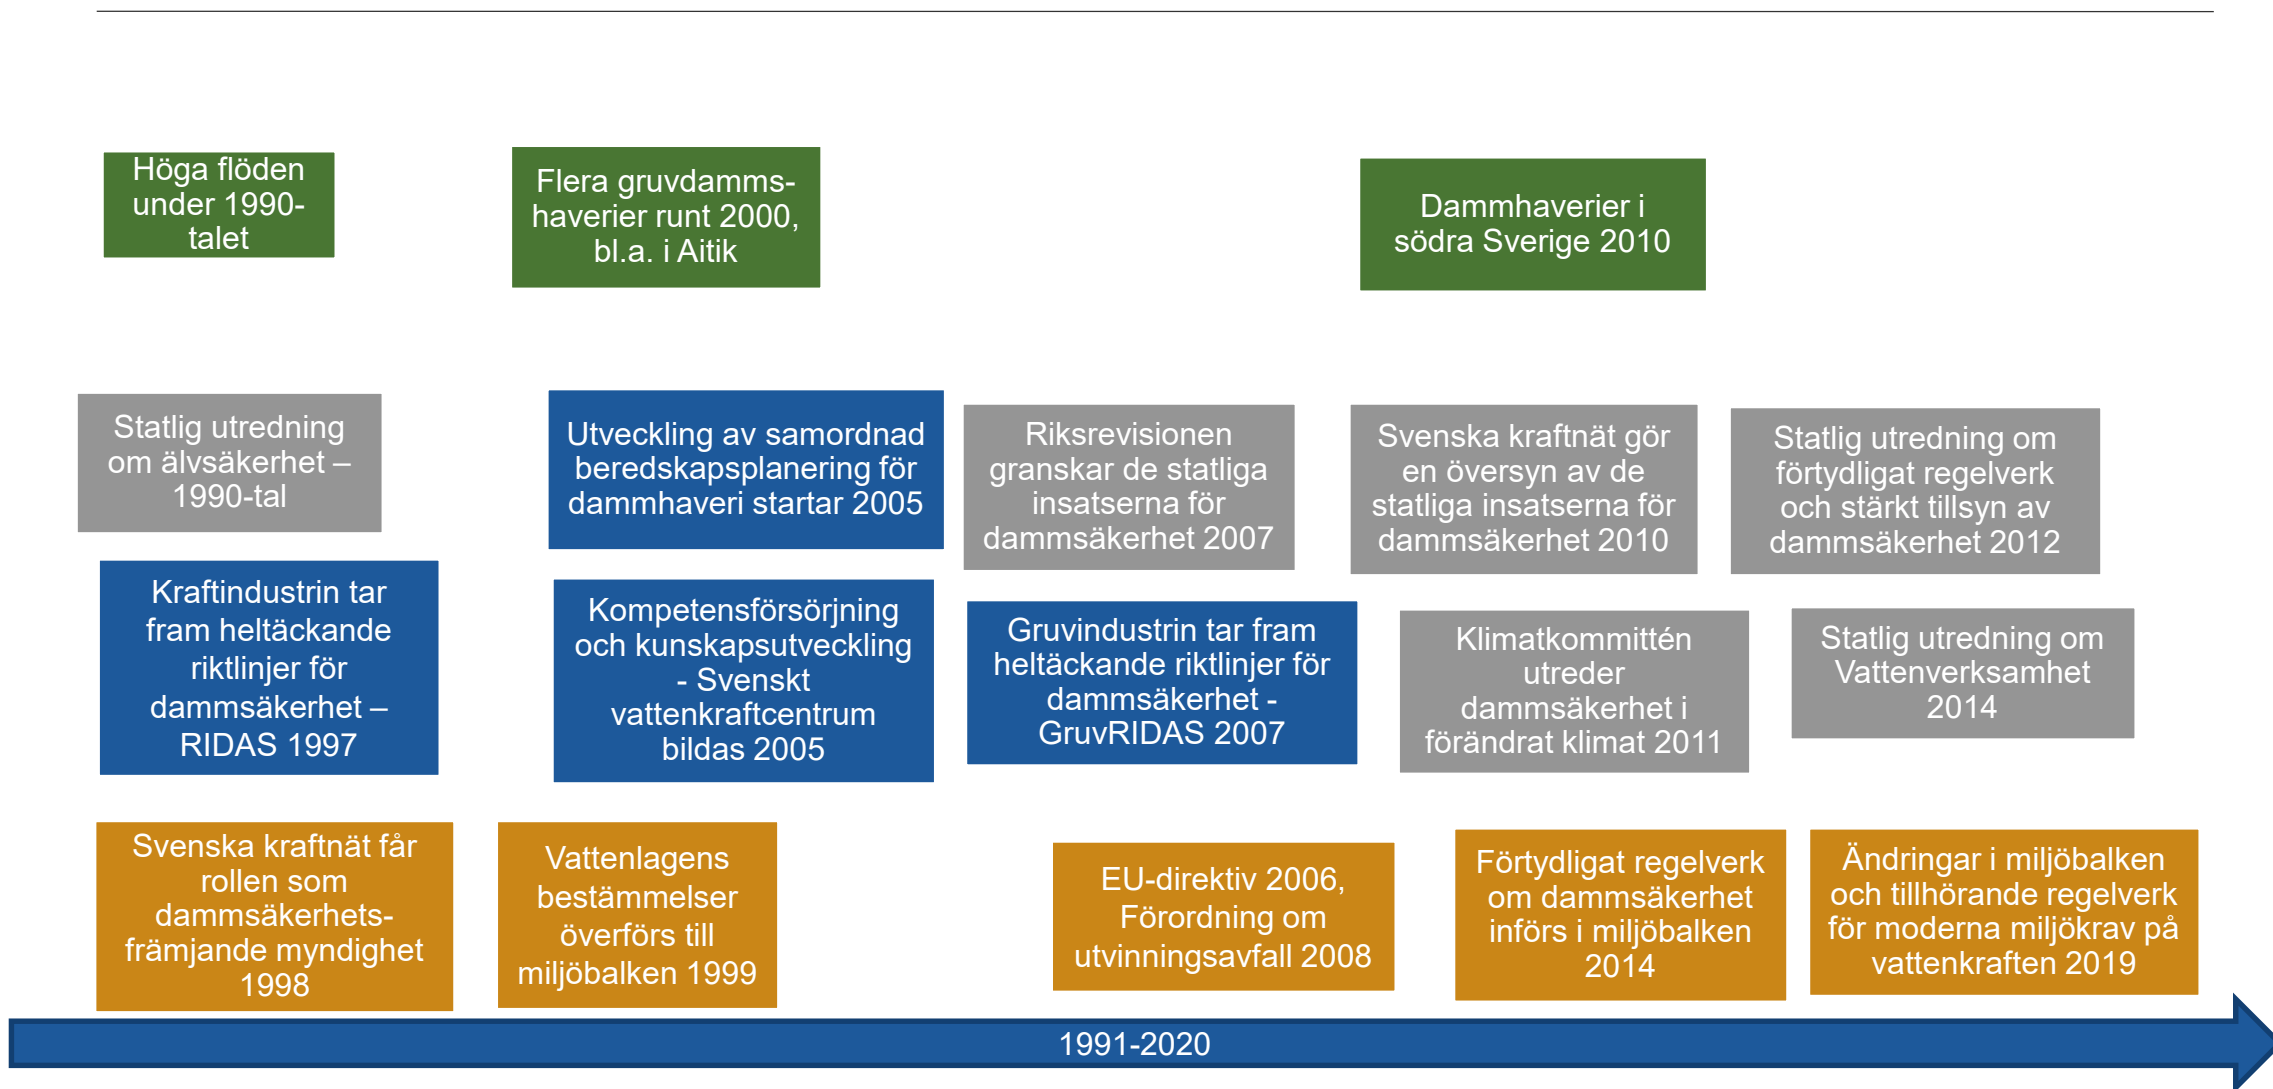 Höga flöden
under 1990-
talet
Flera gruvdamms-
haverier runt 2000,
bl.a. i Aitik
Dammhaverier i
södra Sverige 2010
Statlig utredning
om älvsäkerhet –
1990-tal
Utveckling av samordnad
beredskapsplanering för
dammhaveri startar 2005
Riksrevisionen
granskar de statliga
insatserna för
dammsäkerhet 2007
Svenska kraftnät gör
en översyn av de
statliga insatserna för
dammsäkerhet 2010
Statlig utredning om
förtydligat regelverk
och stärkt tillsyn av
dammsäkerhet 2012
Kraftindustrin tar
fram heltäckande
riktlinjer för
dammsäkerhet –
RIDAS 1997
Kompetensförsörjning
och kunskapsutveckling
- Svenskt
vattenkraftcentrum
bildas 2005
Gruvindustrin tar fram
heltäckande riktlinjer för
dammsäkerhet -
GruvRIDAS 2007
Klimatkommittén
utreder
dammsäkerhet i
förändrat klimat 2011
Statlig utredning om
Vattenverksamhet
2014
Svenska kraftnät får
rollen som
dammsäkerhets-
främjande myndighet
1998
Vattenlagens
bestämmelser
överförs till
miljöbalken 1999
EU-direktiv 2006,
Förordning om
utvinningsavfall 2008
Förtydligat regelverk
om dammsäkerhet
införs i miljöbalken
2014
Ändringar i miljöbalken
och tillhörande regelverk
för moderna miljökrav på
vattenkraften 2019
1991-2020